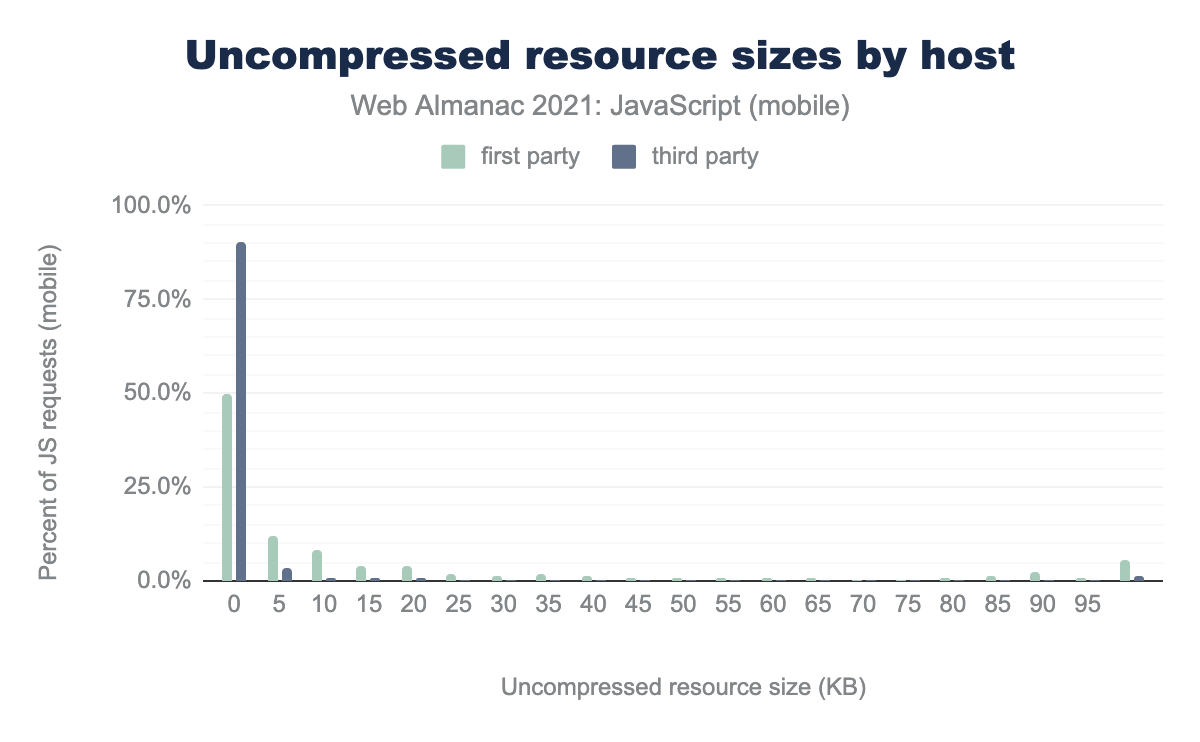 Uncompressed resource sizes by host
Web Almanac 2021: JavaScript (mobile)
first party third party
Percent of JS requests (mobile)
100.0%
75.0%
50.0%
25.0%
0.0%
0 5 10 15 20 25 30 35 40 45 50 55 60 65 70 75 80 85 90 95
Uncompressed resource size (KB)